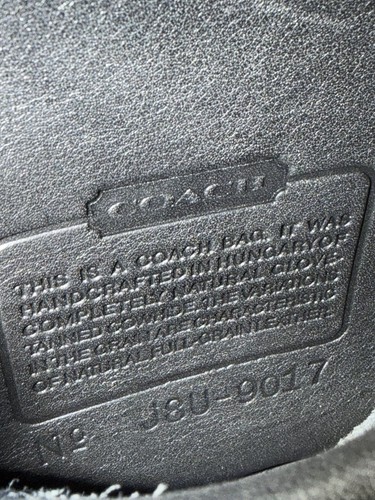 COACH
THIS IS A COACH BAG. IT WAS
HANDCRAFTED IN HUNGARY OF
COMPLETELY NATURAL GLOVE-
TANNED COWHIDE. THE VARIATIONS
IN THE GRAIN ARE CHARACTERISTIC
OF NATURAL FULL-GRAIN LEATHER.
Nº J8U-9017